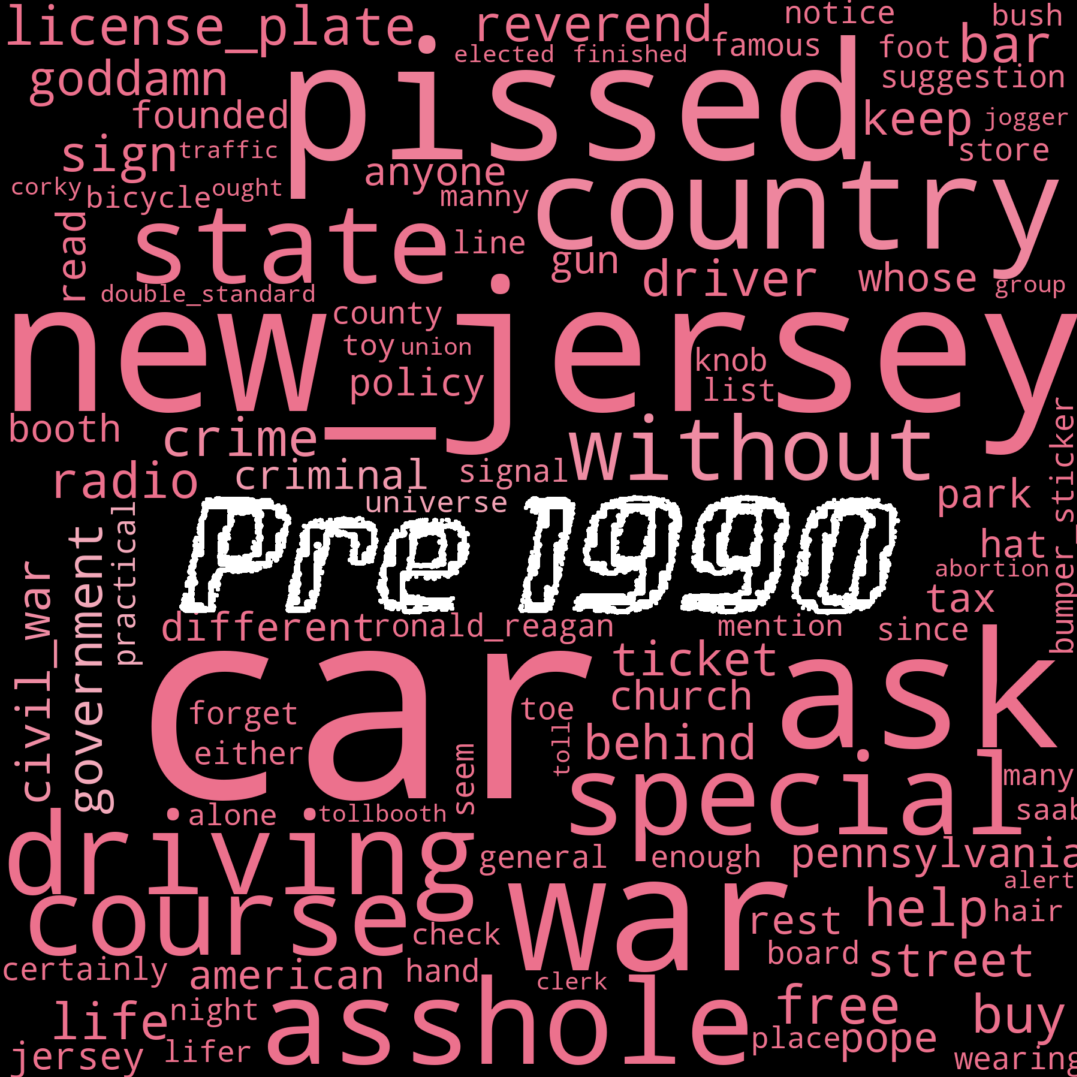 license_plate reverend notice bush
elected finished famous foot bar
goddamn pissed suggestion
founded keep jogger
sign traffic anyone store
corky bicycle ought manny country
read state line gun driver whose group
double_standard
new_jersey county
toy union knob
policy list
booth crime without bumper_sticker
radio criminal signal park
universe
practical Pre 1990 hat
civil_war government abortion
tax
different ronald_reagan mention since
car ticket ask
forget toe church
either toll behind
seem special many
alone tollbooth saab
driving general enough pennsylvania
alert
course war rest help hair
check board street
certainly american hand clerk
life night asshole free buy
jersey lifer place pope wearing